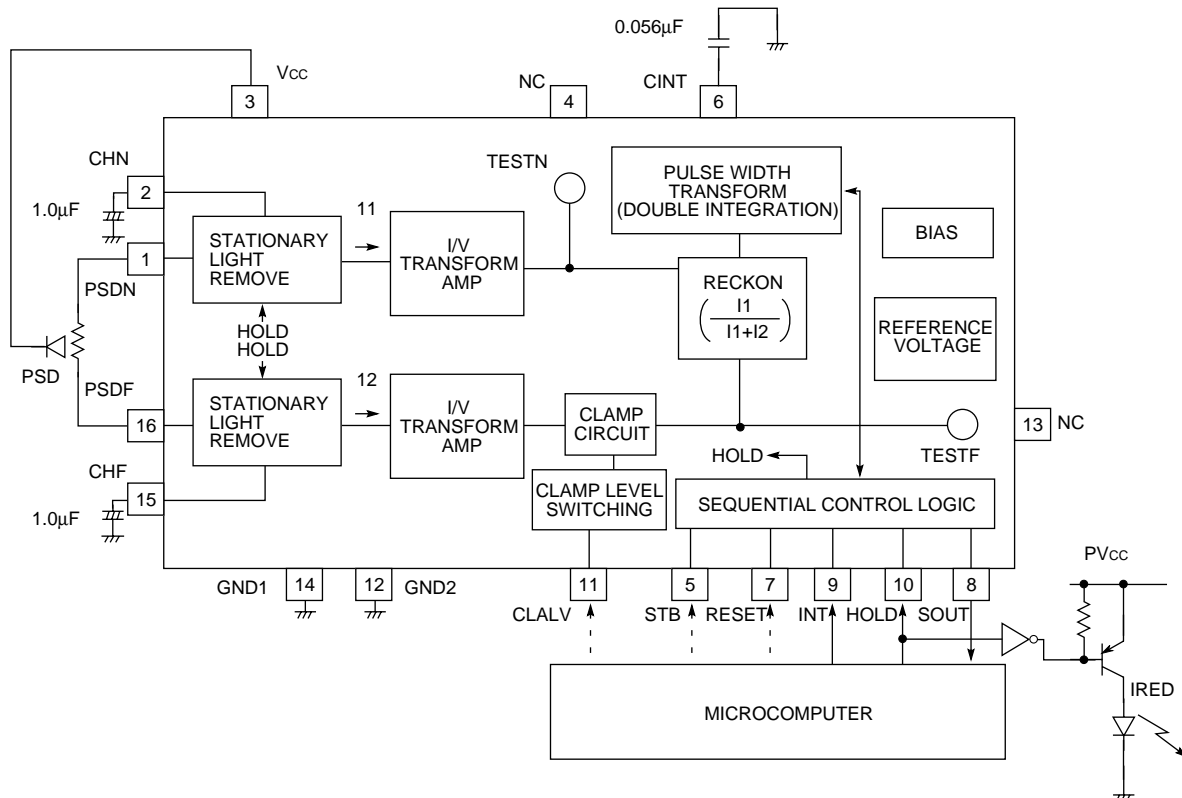 0.056μF
Vcc
NC
CINT
3
4
6
CHN
TESTN
PULSE WIDTH
TRANSFORM
(DOUBLE INTEGRATION)
2
1.0μF
11
STATIONARY
LIGHT
REMOVE
I/V
TRANSFORM
AMP
BIAS
1
PSDN
RECKON
I1
I1+I2
REFERENCE
VOLTAGE
HOLD
HOLD
PSD
PSDF
12
STATIONARY
LIGHT
REMOVE
I/V
TRANSFORM
AMP
CLAMP
CIRCUIT
16
13
NC
TESTF
HOLD
CHF
15
1.0μF
CLAMP LEVEL
SWITCHING
SEQUENTIAL CONTROL LOGIC
PVcc
GND1
14
12
GND2
11
5
7
9
10
8
CLALV
STB
RESET
INT
HOLD
SOUT
IRED
MICROCOMPUTER